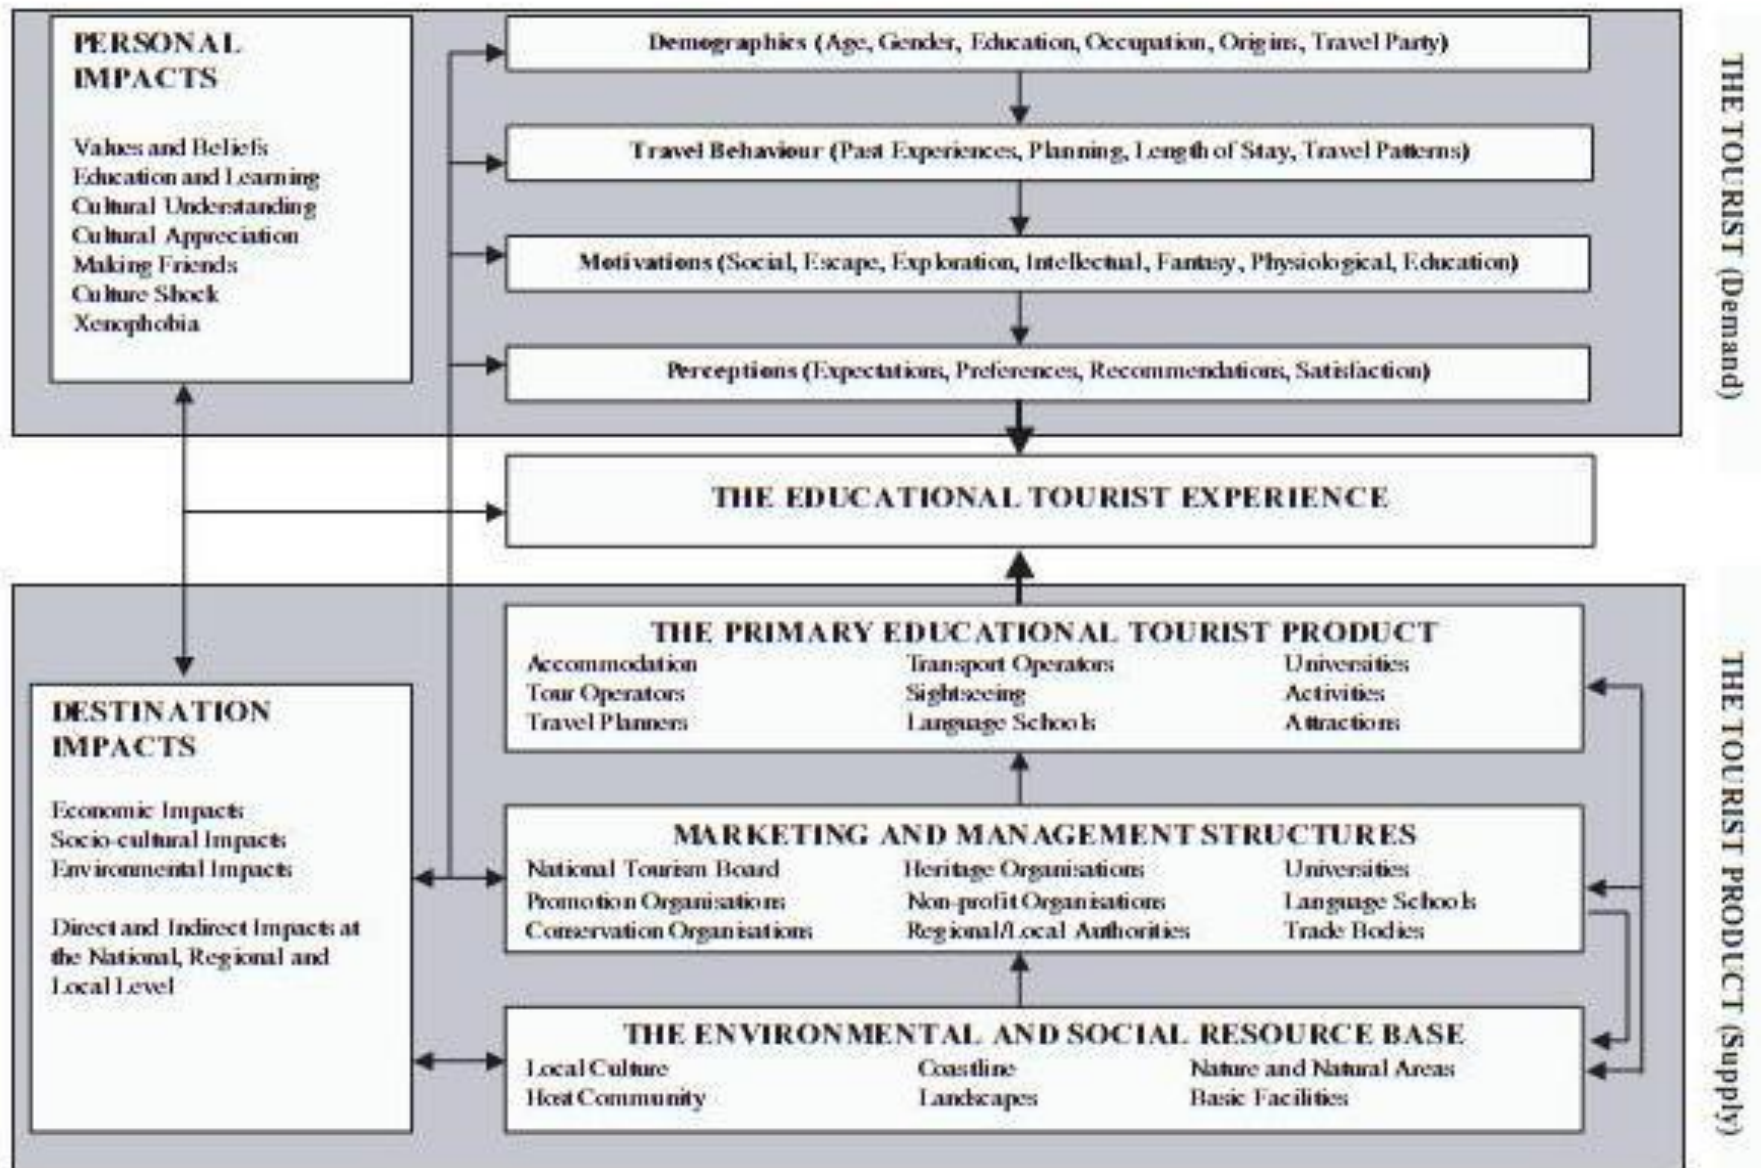 PERSONAL
IMPACTS
Values and Beliefs
Education and Learning
Cultural Understanding
Cultural Appreciation
Making Friends
Culture Shock
Xenophobia
Demographics (Age, Gender, Education, Occupation, Origins, Travel Party)
Travel Behaviour (Past Experiences, Planning, Length of Stay, Travel Patterns)
Motivations (Social, Escape, Exploration, Intellectual, Fantasy, Physiological, Education)
Perceptions (Expectations, Preferences, Recommendations, Satisfaction)
THE TOURIST (Demand)
THE EDUCATIONAL TOURIST EXPERIENCE
DESTINATION
IMPACTS
Economic Impacts
Socio-cultural Impacts
Environmental Impacts
Direct and Indirect Impacts at
the National, Regional and
Local Level
THE PRIMARY EDUCATIONAL TOURIST PRODUCT
Accommodation Transport Operators Universities
Tour Operators Sightseeing Activities
Travel Planners Language Schools Attractions
MARKETING AND MANAGEMENT STRUCTURES
National Tourism Board Heritage Organisations Universities
Promotion Organisations Non-profit Organisations Language Schools
Conservation Organisations Regional/Local Authorities Trade Bodies
THE ENVIRONMENTAL AND SOCIAL RESOURCE BASE
Local Culture Coastline Nature and Natural Areas
Host Community Landscapes Basic Facilities
THE TOURIST PRODUCT (Supply)